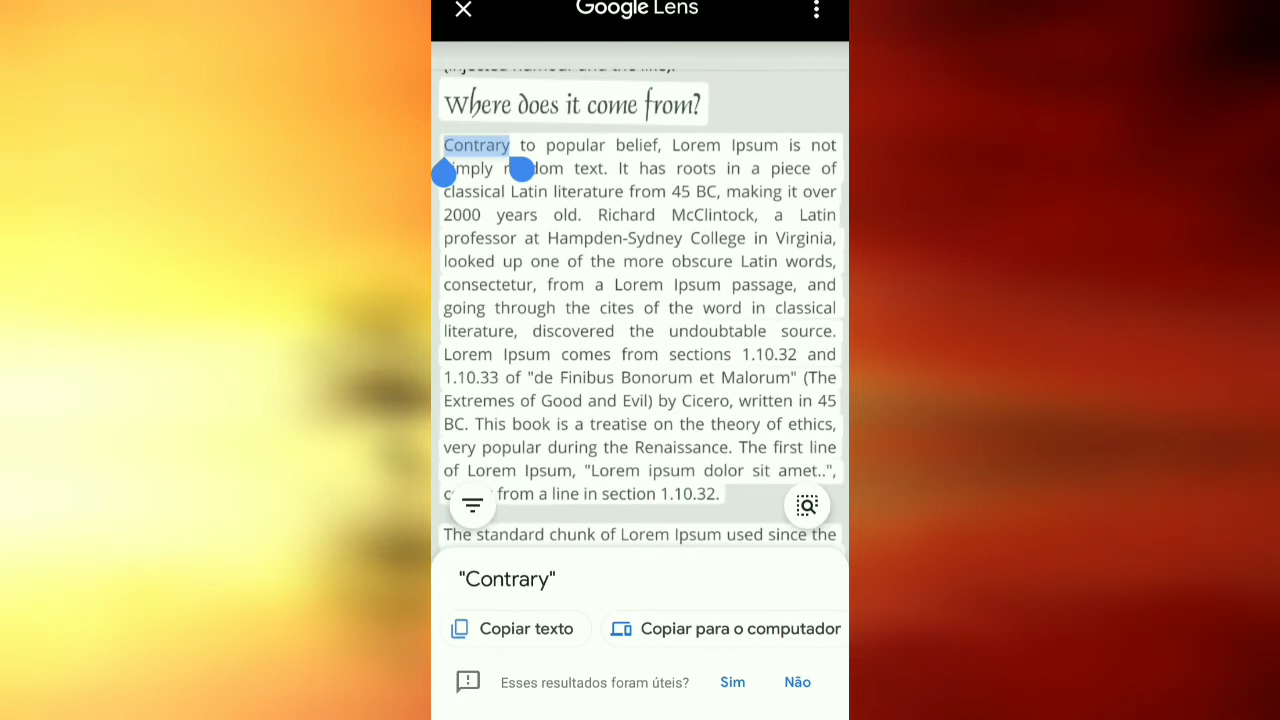 Google Lens
(injected humour and the like).
Where does it come from?
Contrary to popular belief, Lorem Ipsum is not
simply random text. It has roots in a piece of
classical Latin literature from 45 BC, making it over
2000 years old. Richard McClintock, a Latin
professor at Hampden-Sydney College in Virginia,
looked up one of the more obscure Latin words,
consectetur, from a Lorem Ipsum passage, and
going through the cites of the word in classical
literature, discovered the undoubtable source.
Lorem Ipsum comes from sections 1.10.32 and
1.10.33 of "de Finibus Bonorum et Malorum" (The
Extremes of Good and Evil) by Cicero, written in 45
BC. This book is a treatise on the theory of ethics,
very popular during the Renaissance. The first line
of Lorem Ipsum, "Lorem ipsum dolor sit amet..",
from a line in section 1.10.32.
The standard chunk of Lorem Ipsum used since the
"Contrary"
Copiar texto
Copiar para o computador
Esses resultados foram úteis?
Sim
Não